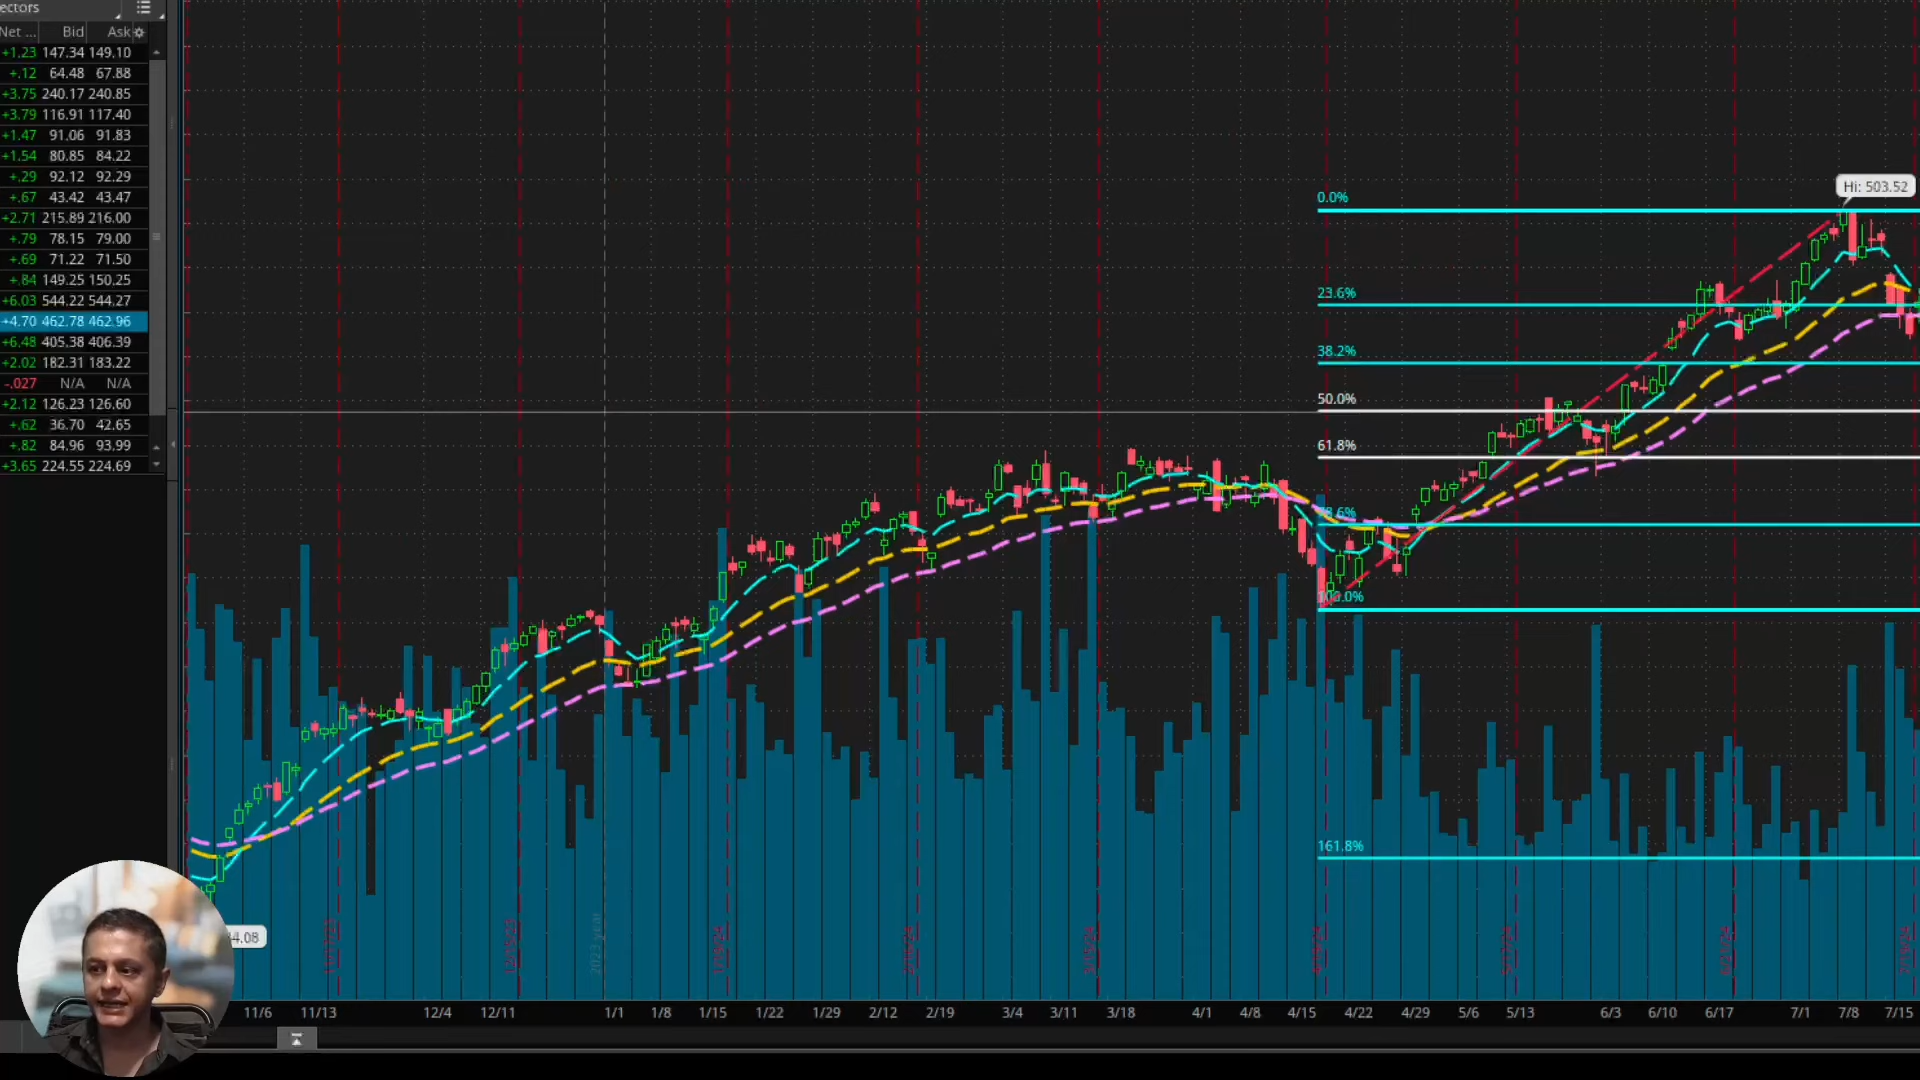 ectors
Net ... Bid Ask
+1.23 147.34 149.10
+.12 64.48 67.88
+3.75 240.17 240.85
+3.79 116.91 117.40
+1.47 91.06 91.83
+1.54 80.85 84.22
+.29 92.12 92.29
+.67 43.42 43.47
+2.71 215.89 216.00
+.79 78.15 79.00
+.69 71.22 71.50
+.84 149.25 150.25
+6.03 544.22 544.27
+4.70 462.78 462.96
+6.48 405.38 406.39
+2.02 182.31 183.22
-.027 N/A N/A
+2.12 126.23 126.60
+.62 36.70 42.65
+.82 84.96 93.99
+3.65 224.55 224.69
Hi: 503.52
0.0%
23.6%
38.2%
50.0%
61.8%
161.8%
4.08
2023 year
11/6 11/13 12/4 12/11 1/1 1/8 1/15 1/22 1/29 2/12 2/19 3/4 3/11 3/18 4/1 4/8 4/15 4/22 4/29 5/6 5/13 6/3 6/10 6/17 7/1 7/8 7/15